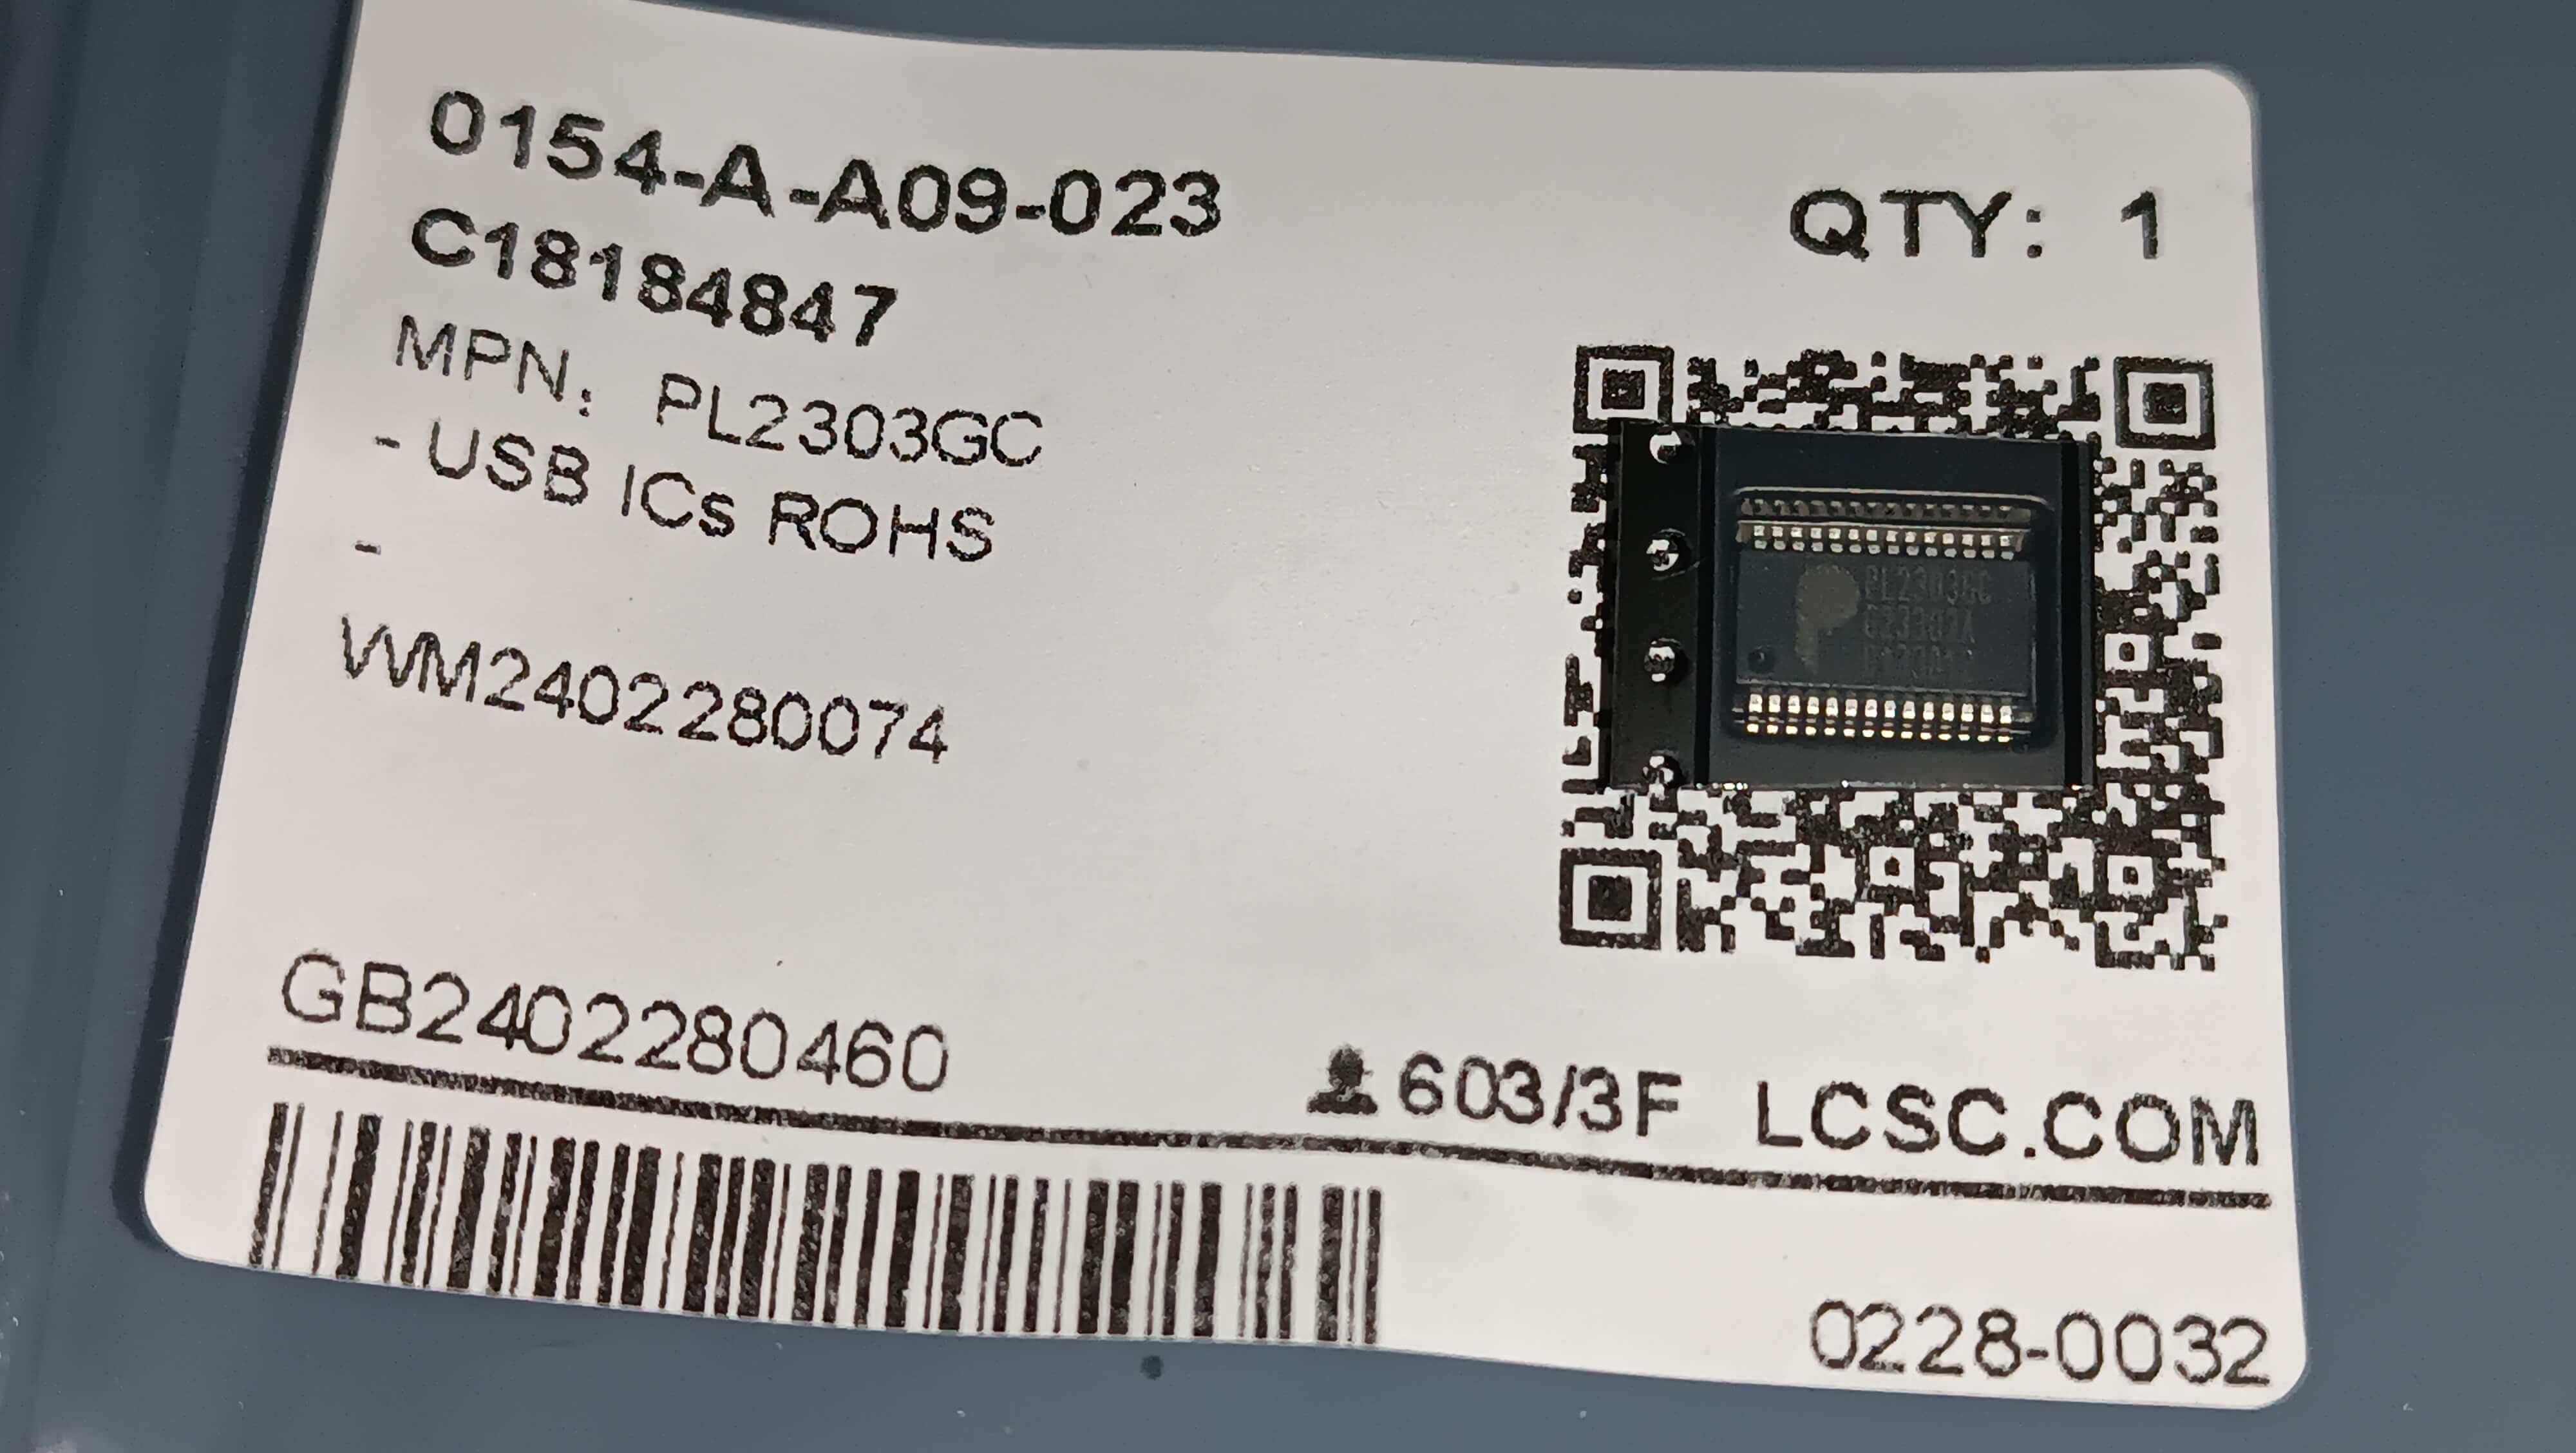 0154-A-A09-023
QTY: 1
C18184847
MPN: PL2303GC
- USB ICs ROHS
-
WM2402280074
PL2303GC
GB2402280460
603/3F LCSC.COM
0228-0032